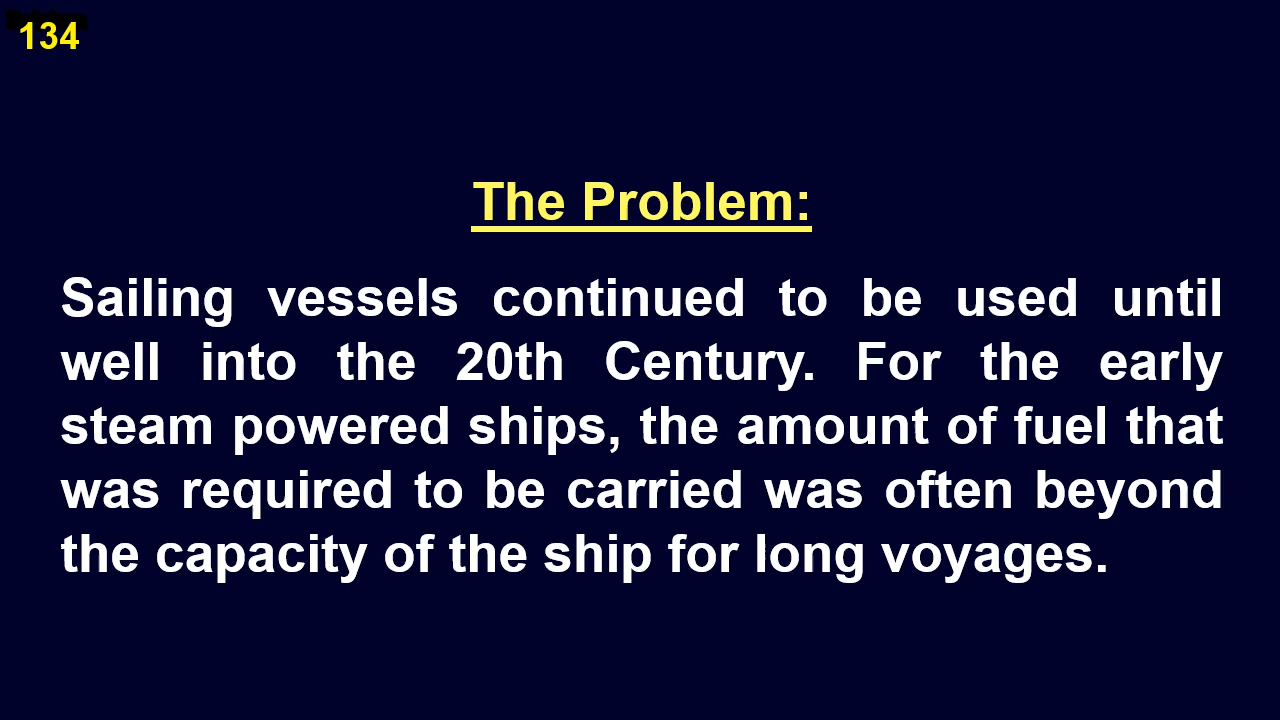 134
The Problem:
Sailing vessels continued to be used until
well into the 20th Century. For the early
steam powered ships, the amount of fuel that
was required to be carried was often beyond
the capacity of the ship for long voyages.